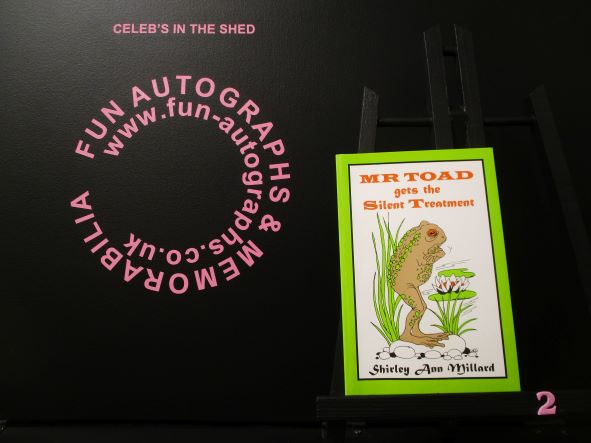 CELEB'S IN THE SHED
FUN AUTOGRAPHS & MEMORABILIA
www.fun-autographs.co.uk
MR TOAD
gets the
Silent Treatment
Shirley Ann Millard
2